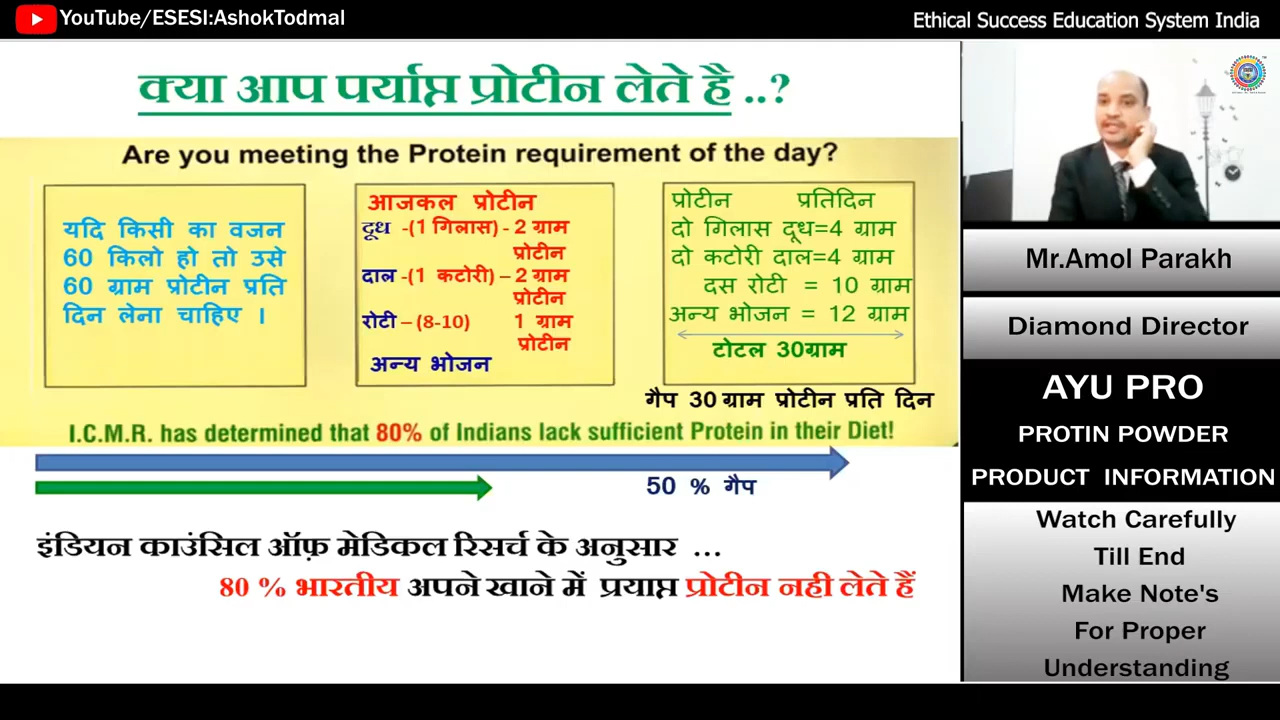 YouTube/ESESI:AshokTodmal
Ethical Success Education System India
क्या आप पर्याप्त प्रोटीन लेते है ..?
Are you meeting the Protein requirement of the day?
यदि किसी का वजन
60 किलो हो तो उसे
60 ग्राम प्रोटीन प्रति
दिन लेना चाहिए ।
आजकल प्रोटीन
दूध -(1 गिलास) - 2 ग्राम
प्रोटीन
दाल -(1 कटोरी) – 2 ग्राम
प्रोटीन
रोटी – (8-10) 1 ग्राम
प्रोटीन
अन्य भोजन
प्रोटीन प्रतिदिन
दो गिलास दूध=4 ग्राम
दो कटोरी दाल=4 ग्राम
दस रोटी = 10 ग्राम
अन्य भोजन = 12 ग्राम
टोटल 30ग्राम
गैप 30 ग्राम प्रोटीन प्रति दिन
I.C.M.R. has determined that 80% of Indians lack sufficient Protein in their Diet!
50 % गैप
इंडियन काउंसिल ऑफ़ मेडिकल रिसर्च के अनुसार ...
80 % भारतीय अपने खाने में प्रयाप्त प्रोटीन नही लेते हैं
Mr.Amol Parakh
Diamond Director
AYU PRO
PROTIN POWDER
PRODUCT INFORMATION
Watch Carefully
Till End
Make Note's
For Proper
Understanding